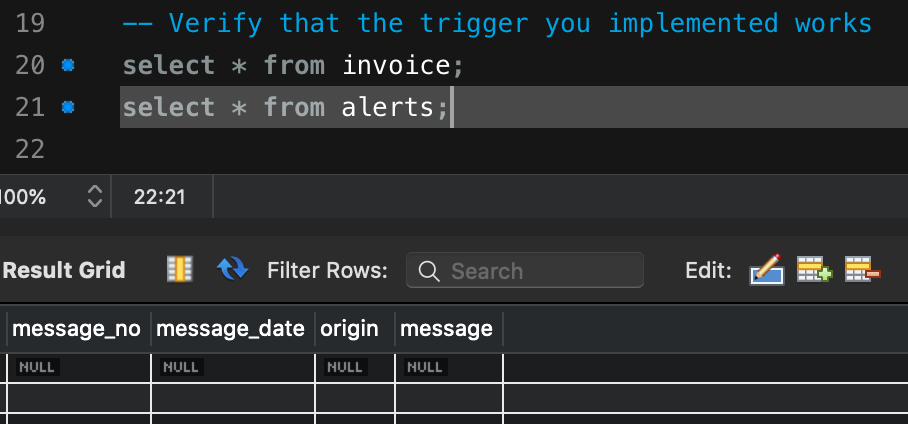 19 -- Verify that the trigger you implemented works
20 select * from invoice;
21 select * from alerts;
22
100% 22:21
Result Grid Filter Rows: Search Edit:
message_no message_date origin message
NULL NULL NULL NULL